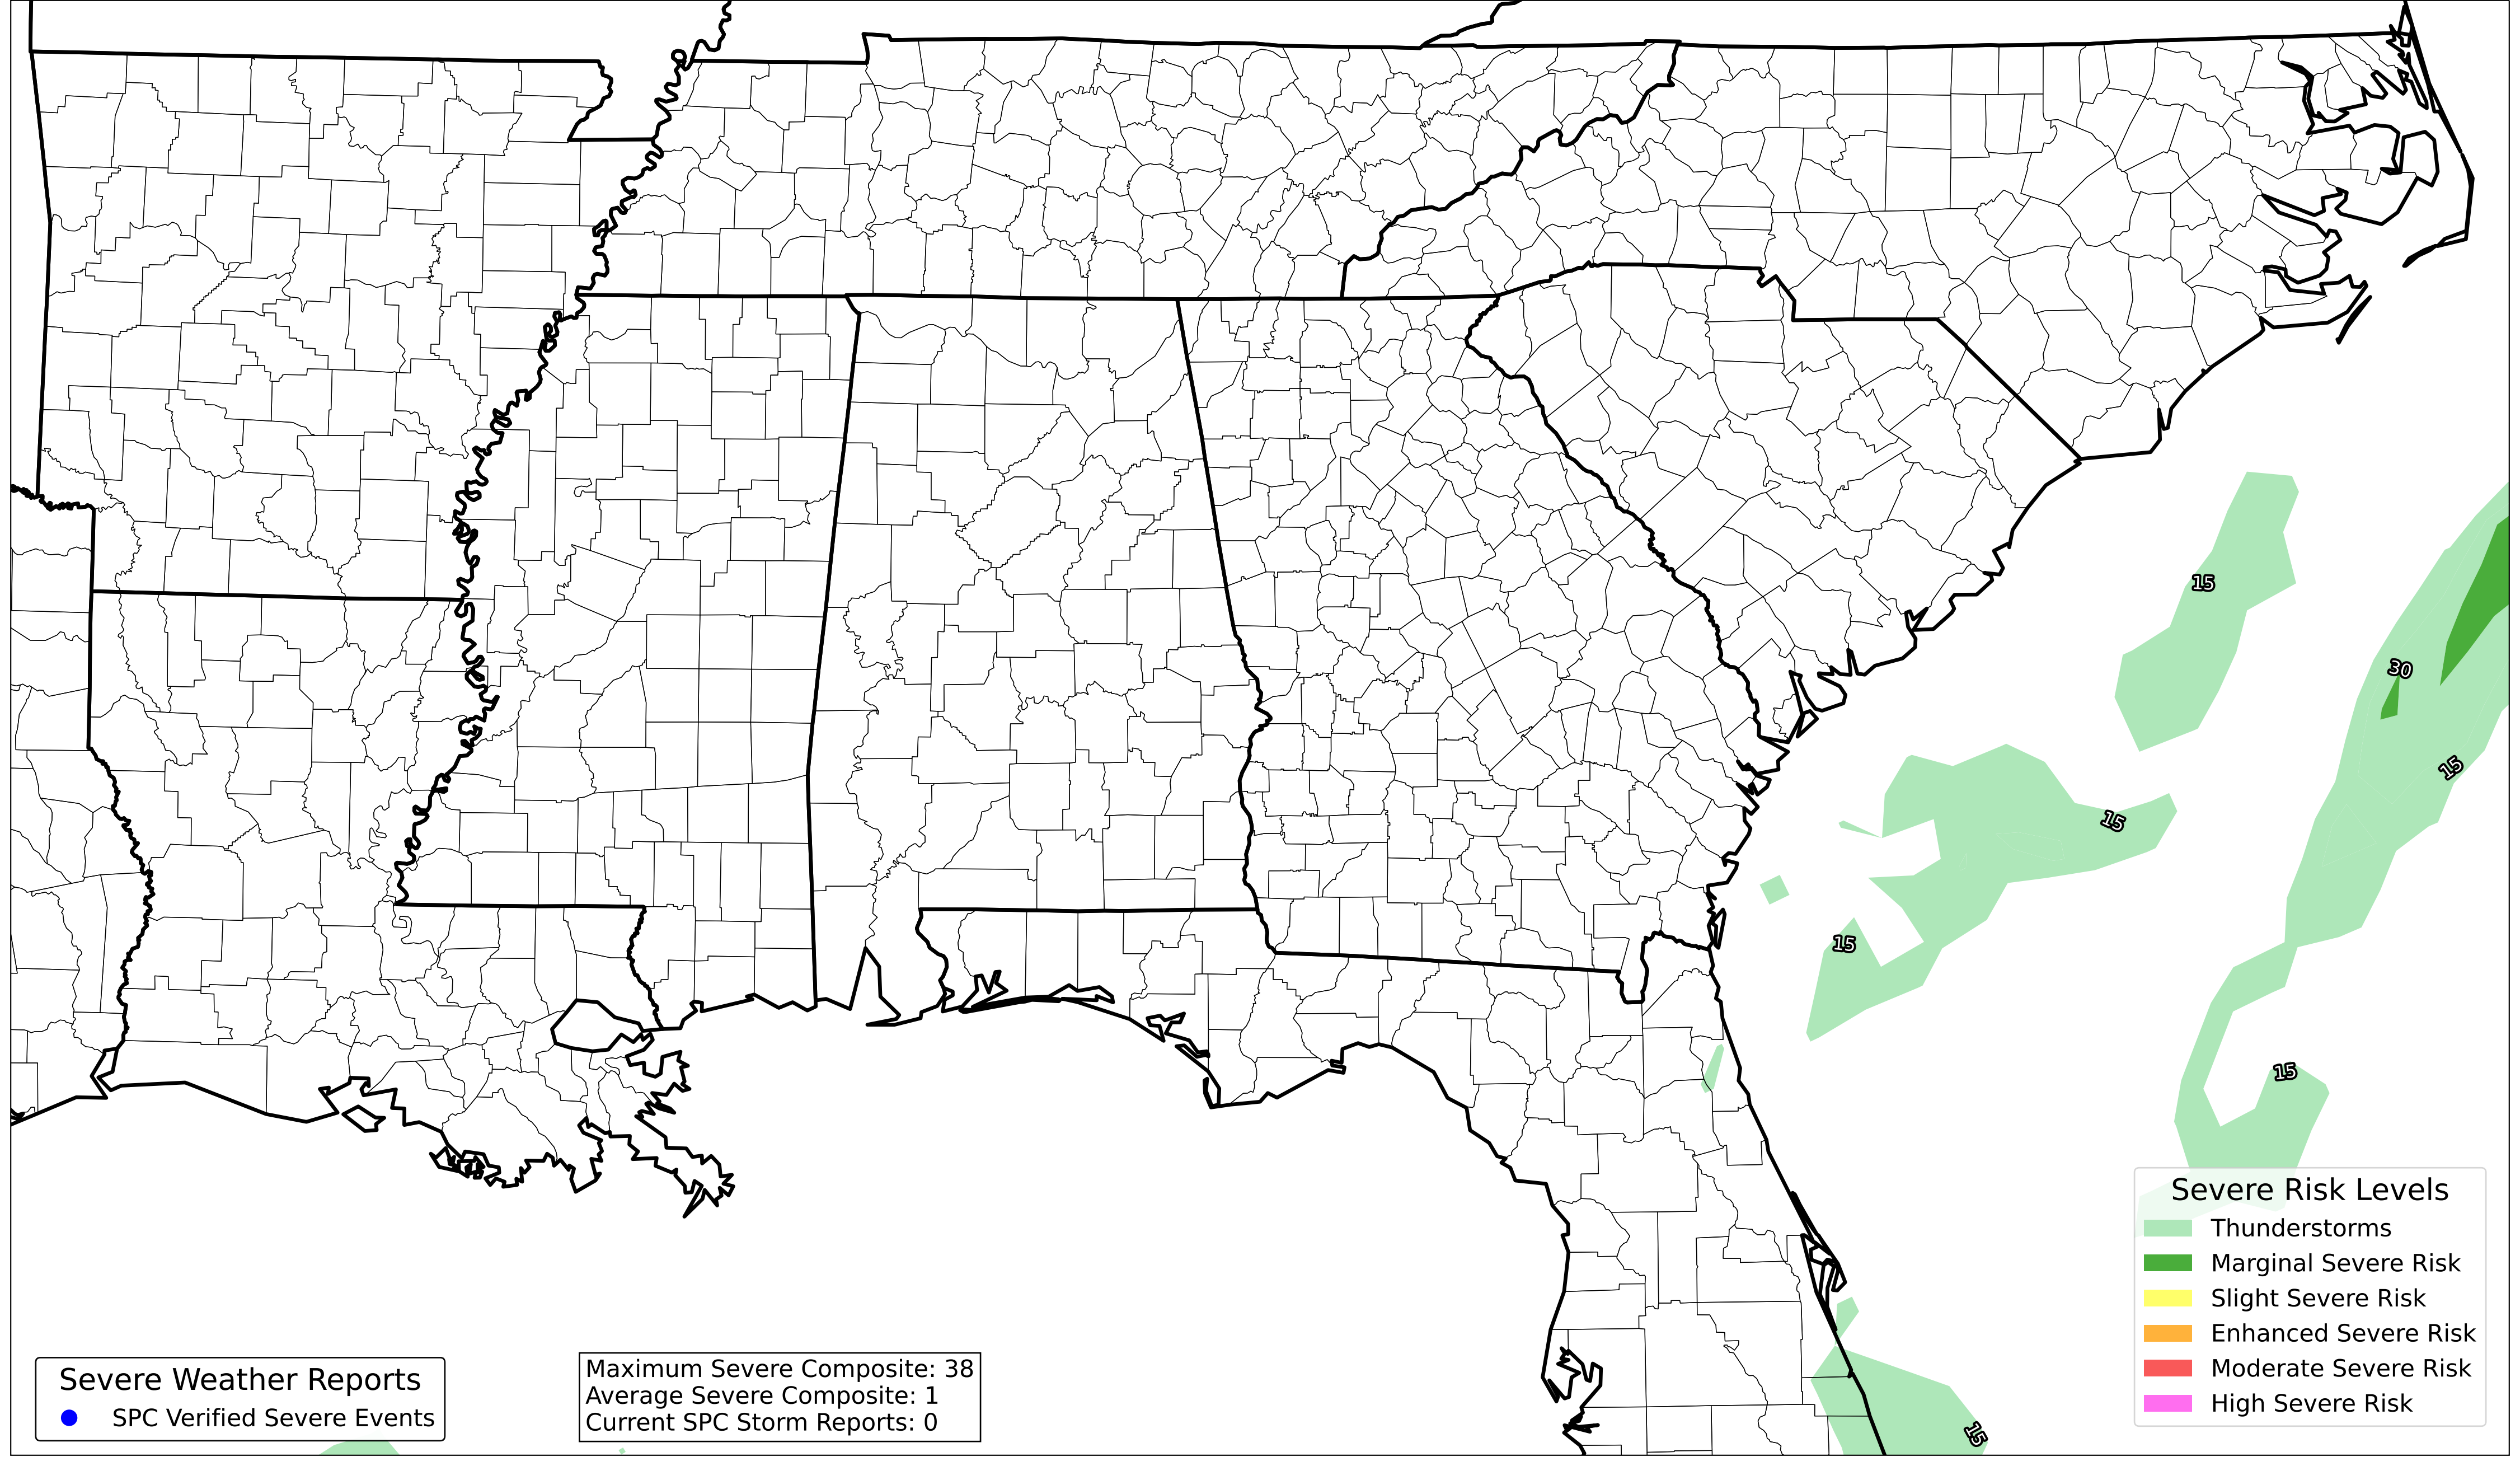 15
30
15
15
15
15
Severe Risk Levels
Thunderstorms
Marginal Severe Risk
Slight Severe Risk
Enhanced Severe Risk
Moderate Severe Risk
High Severe Risk
Severe Weather Reports
SPC Verified Severe Events
Maximum Severe Composite: 38
Average Severe Composite: 1
Current SPC Storm Reports: 0
15